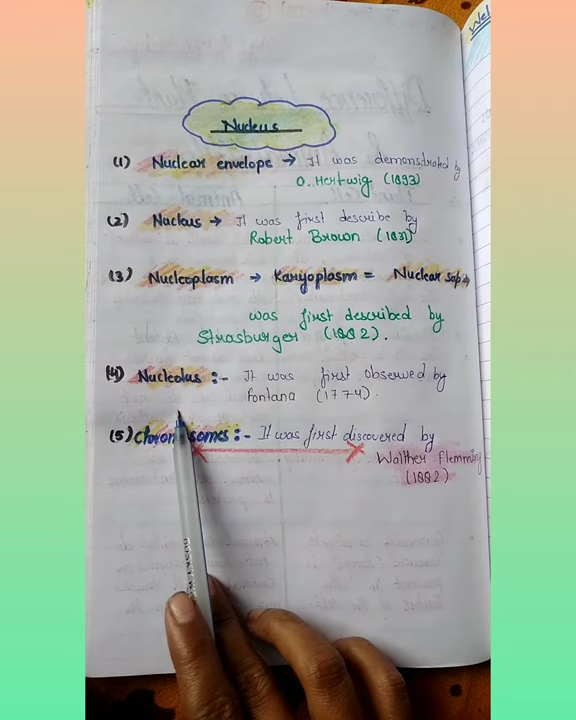 Nucleus
(1) Nuclear envelope → It was demonstrated by
O. Hertwig (1893)
(2) Nucleus → It was first describe by
Robert Brown (1831)
(3) Nucleoplasm → Karyoplasm = Nuclear sap →
was first described by
Strasburger (1882).
(4) Nucleolus :- It was first observed by
Fontana (1774).
(5) Chromosomes :- It was first discovered by
Walther Flemming
(1882)
Wel